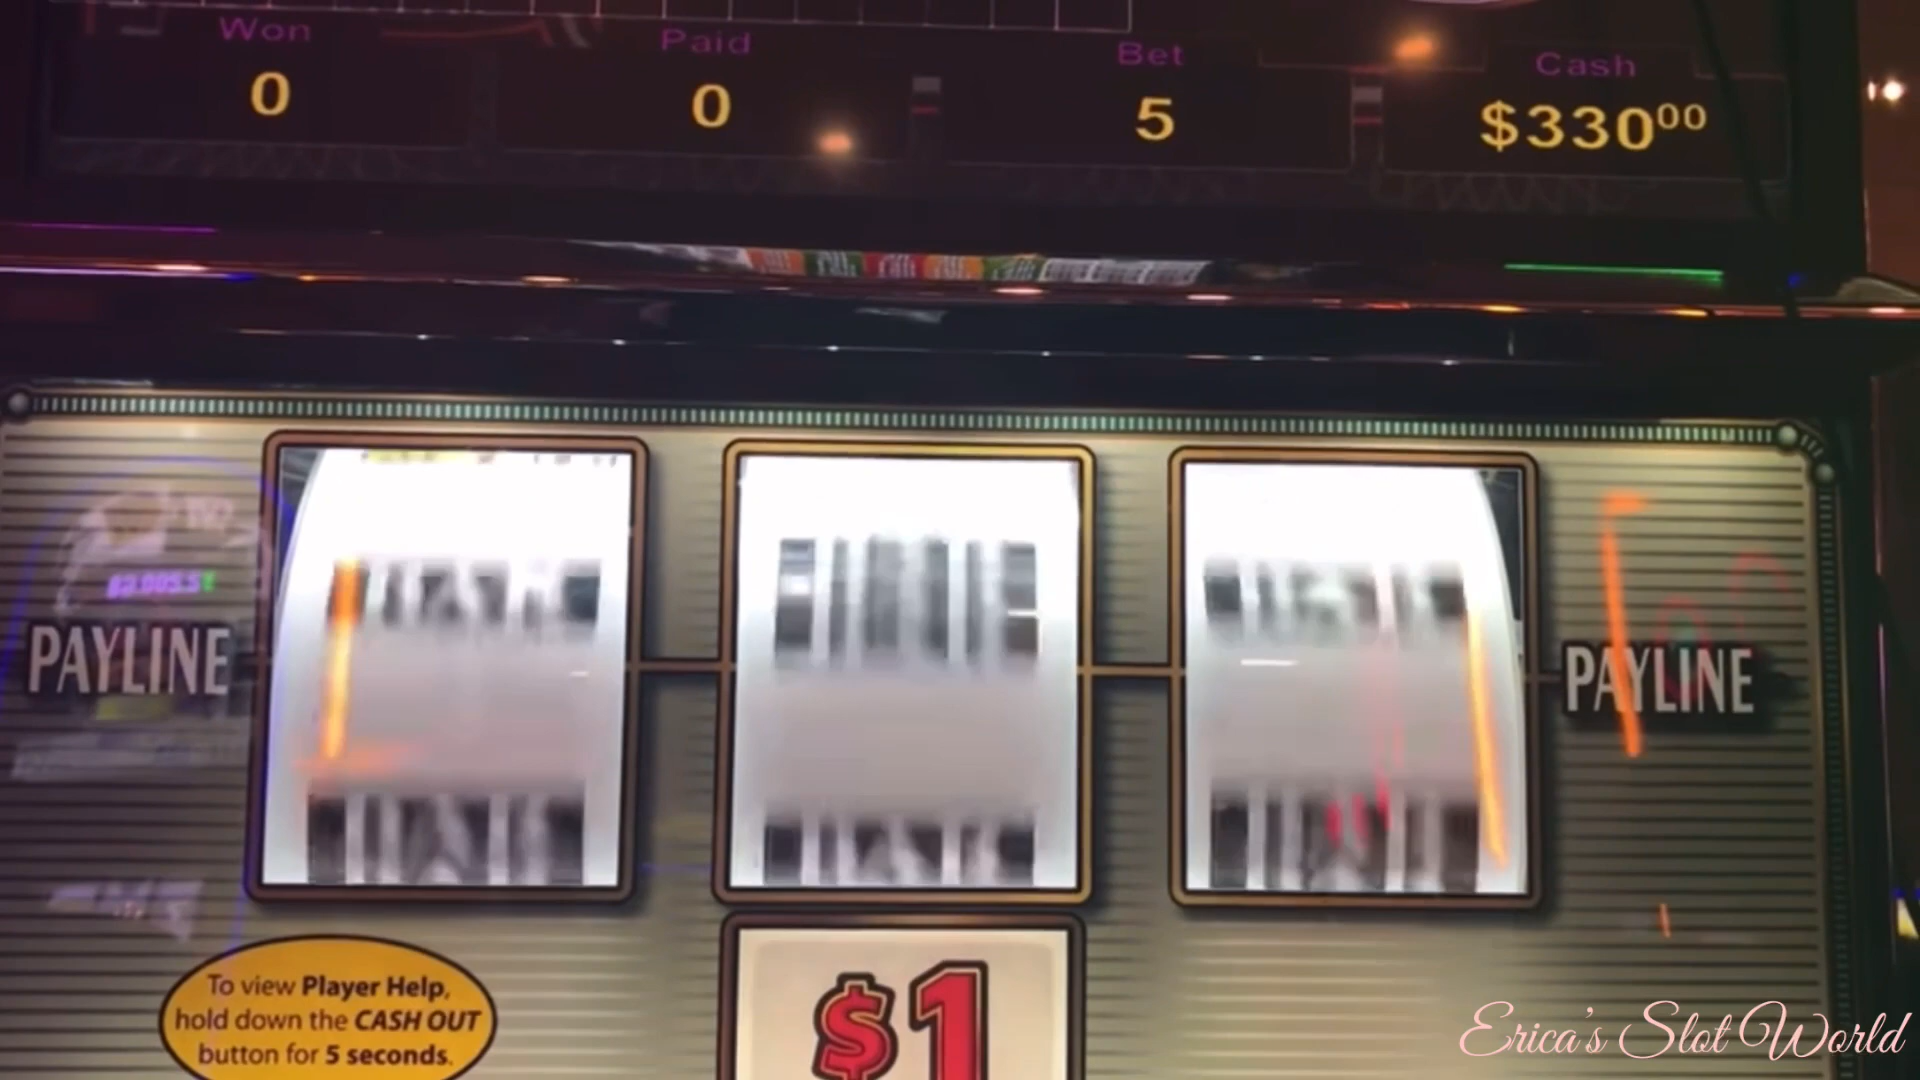 Won Paid Bet Cash
0 0 5 $330⁰⁰
PAYLINE PAYLINE
To view Player Help,
hold down the CASH OUT
button for 5 seconds.
$1
Erica's Slot World